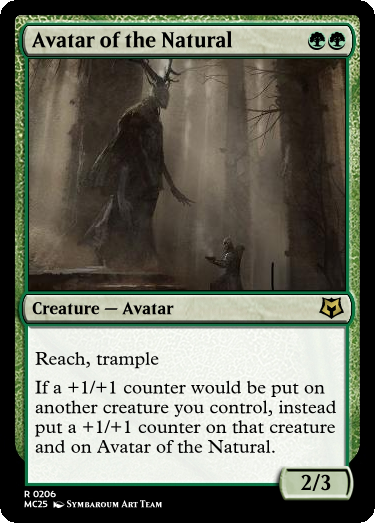 Avatar of the Natural
Creature — Avatar
Reach, trample
If a +1/+1 counter would be put on
another creature you control, instead
put a +1/+1 counter on that creature
and on Avatar of the Natural.
2/3
R 0206
MC25 Symbaroum Art Team